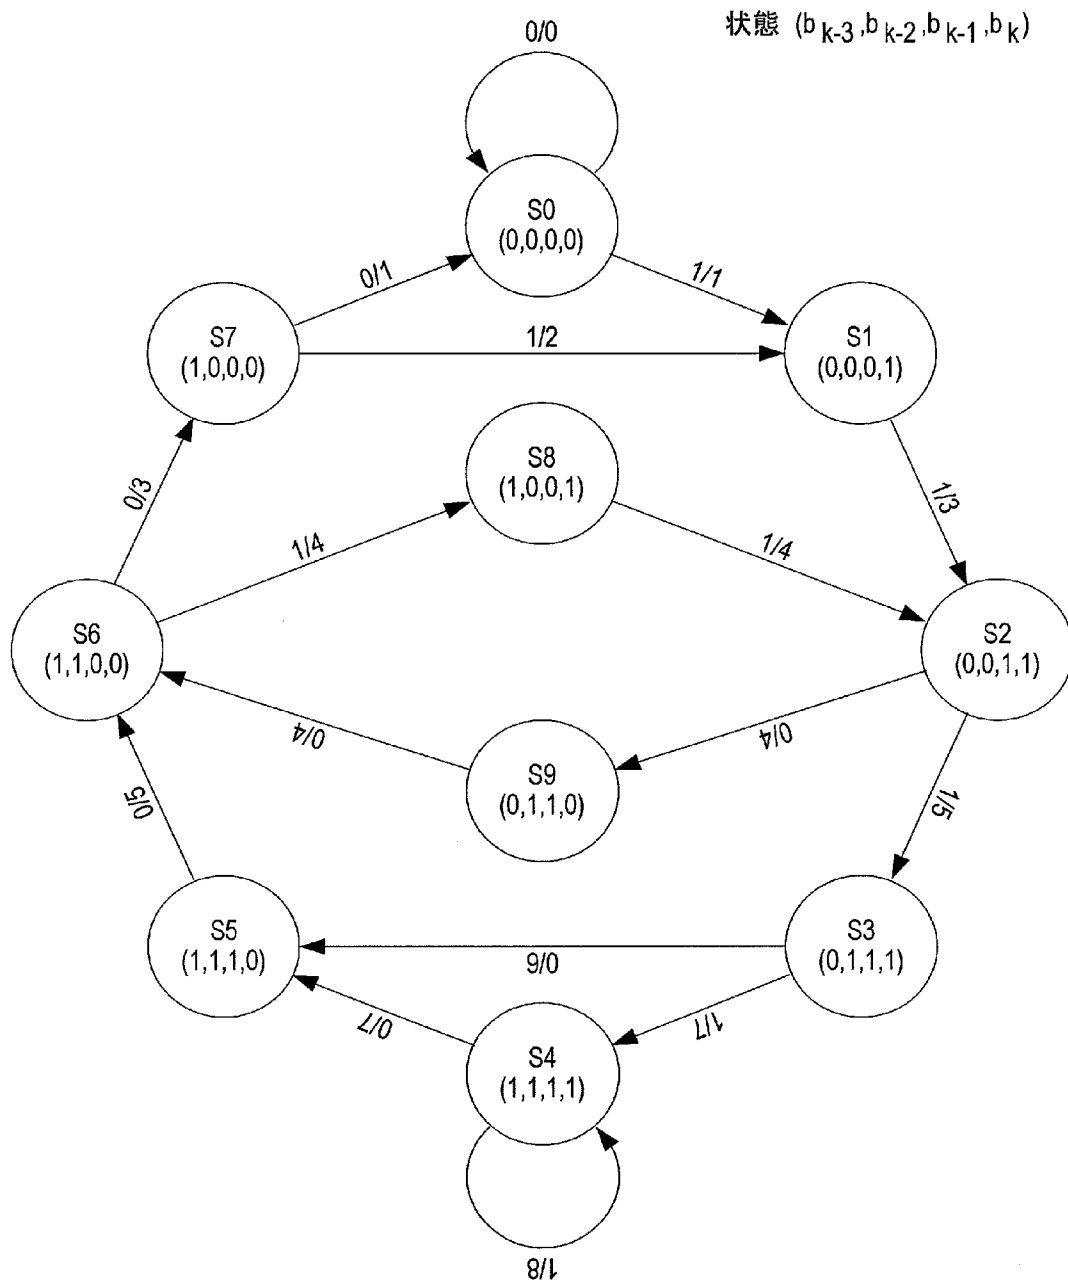 状態 (b k-3 ,b k-2 ,b k-1 ,b k)
0/0
S0
(0,0,0,0)
0/1
1/1
S7
(1,0,0,0)
1/2
S1
(0,0,0,1)
S8
(1,0,0,1)
0/3
1/3
1/4
1/4
S6
(1,1,0,0)
S2
(0,0,1,1)
0/4
0/4
S9
(0,1,1,0)
0/5
1/5
S5
(1,1,1,0)
S3
(0,1,1,1)
0/6
0/7
1/7
S4
(1,1,1,1)
1/8